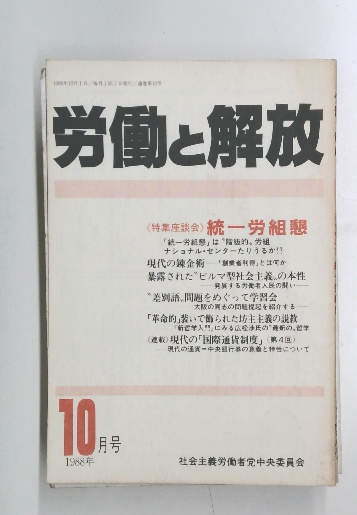 労働と解放
〈特集座談会〉統一労組懇
「統一労組懇」は“階級的”労組
ナショナル・センターたりうるか!?
現代の錬金術——「創業者利得」とは何か
暴露された“ビルマ型社会主義”の本性
——発展する労働者人民の闘い——
“差別語”問題をめぐって学習会
大阪の同志の問題提起を紹介する——
「革命的」装いで飾られた坊主主義の説教
「新哲学入門」にみる広松渉氏の“最新の”哲学
〈連載〉現代の「国際通貨制度」〈第4回〉
——現代の通貨=中央銀行券の意義と特性について
10月号
1988年
社会主義労働者党中央委員会